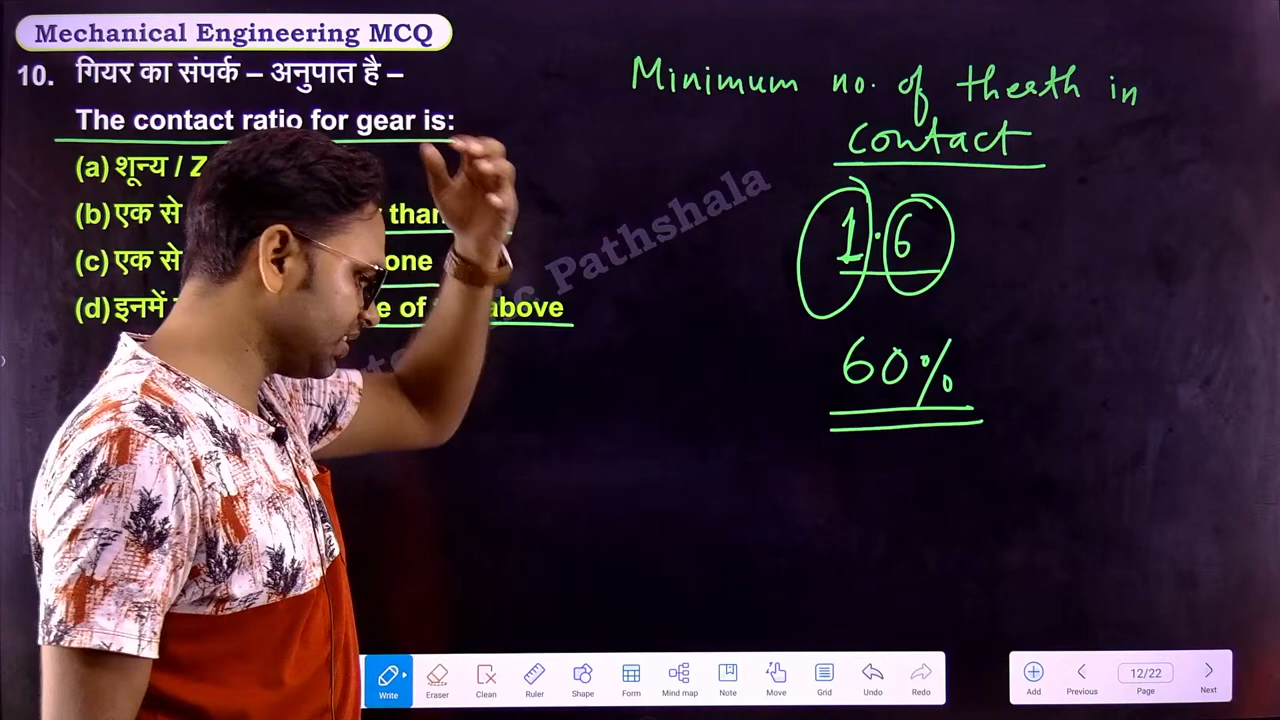 Mechanical Engineering MCQ
10. गियर का संपर्क – अनुपात है –
The contact ratio for gear is:
(a) शून्य / Z
(b) एक से than
(c) एक से one
(d) इनमें e of above
Minimum no. of theeth in
contact
1.6
60%
Pathshala
Write
Eraser
Clean
Ruler
Shape
Form
Mind map
Note
Move
Grid
Undo
Redo
Add
Previous
12/22
Page
Next